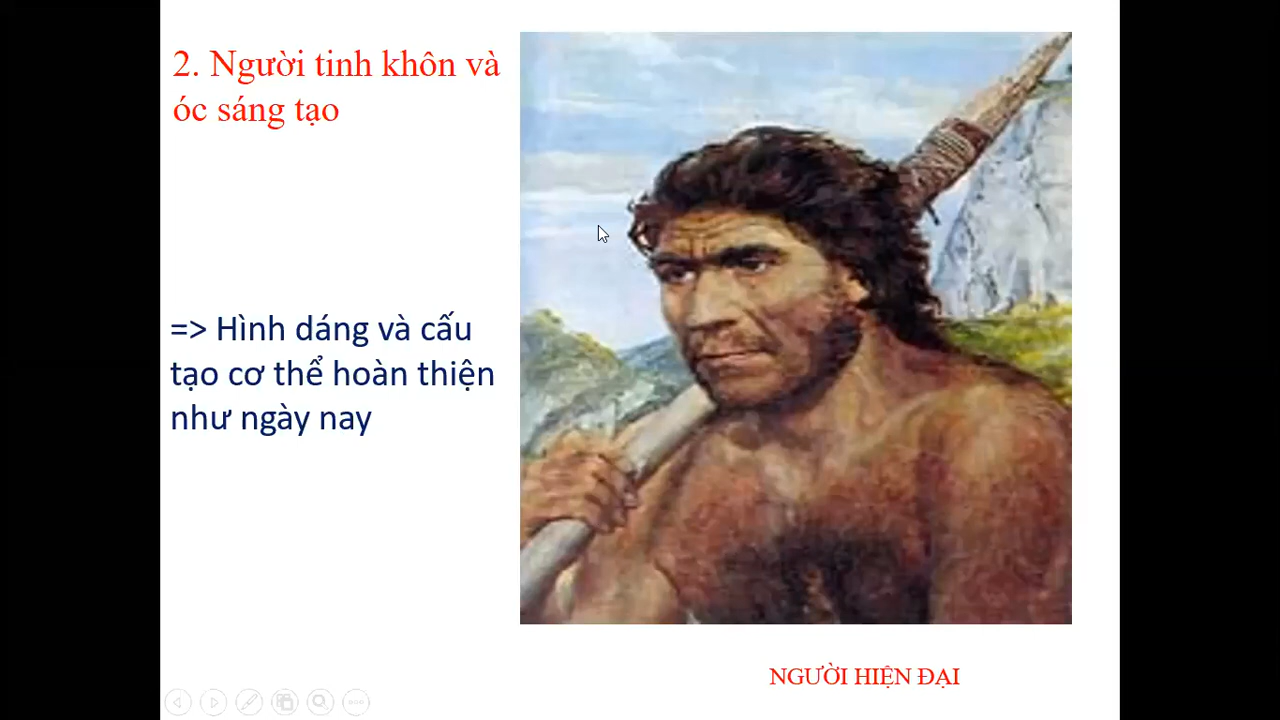 2. Người tinh khôn và
óc sáng tạo
=> Hình dáng và cấu
tạo cơ thể hoàn thiện
như ngày nay
NGƯỜI HIỆN ĐẠI